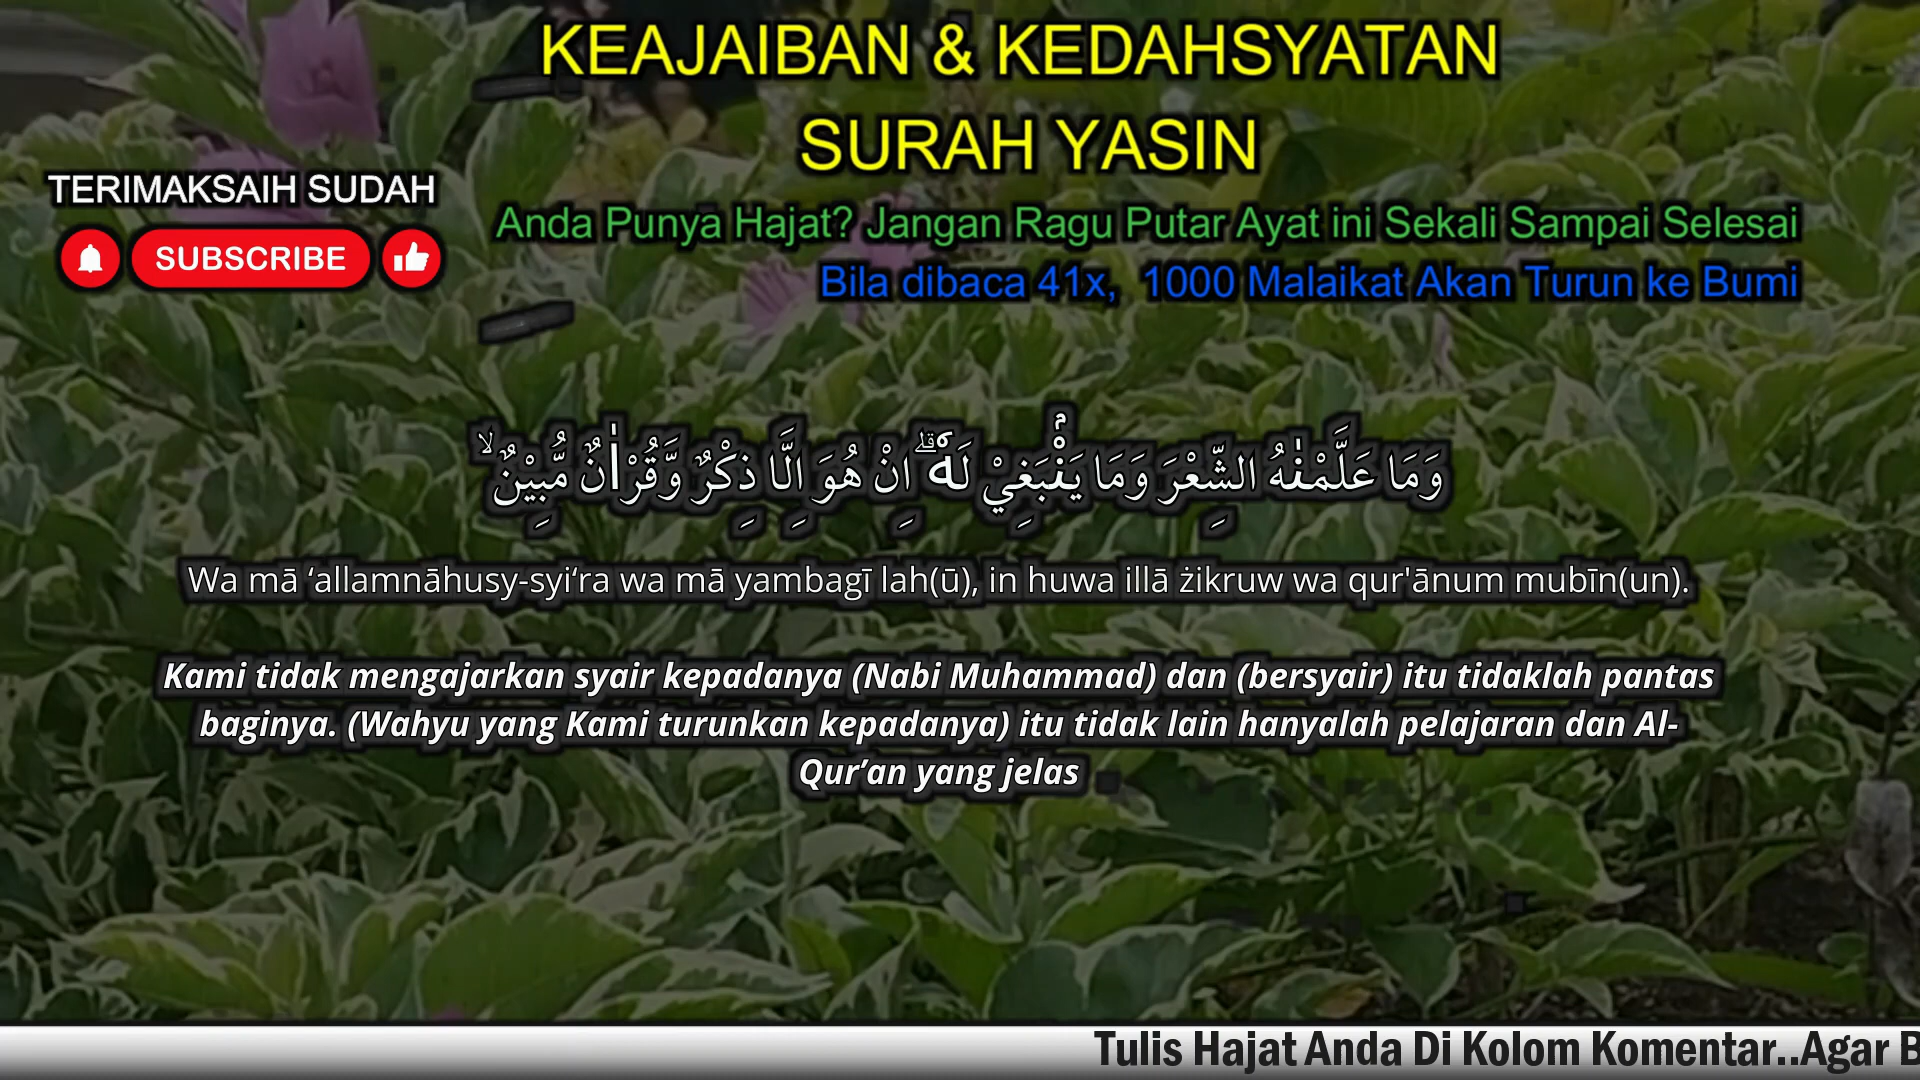 KEAJAIBAN & KEDAHSYATAN
SURAH YASIN
TERIMAKSAIH SUDAH
SUBSCRIBE
Anda Punya Hajat? Jangan Ragu Putar Ayat ini Sekali Sampai Selesai
Bila dibaca 41x, 1000 Malaikat Akan Turun ke Bumi
وَمَا عَلَّمْنٰهُ الشِّعْرَ وَمَا يَنْۢبَغِيْ لَهٗ ۗاِنْ هُوَ اِلَّا ذِكْرٌ وَّقُرْاٰنٌ مُّبِيْنٌ ۙ
Wa mā ‘allamnāhusy-syi‘ra wa mā yambagī lah(ū), in huwa illā żikruw wa qur'ānum mubīn(un).
Kami tidak mengajarkan syair kepadanya (Nabi Muhammad) dan (bersyair) itu tidaklah pantas
baginya. (Wahyu yang Kami turunkan kepadanya) itu tidak lain hanyalah pelajaran dan Al-
Qur’an yang jelas
Tulis Hajat Anda Di Kolom Komentar..Agar B